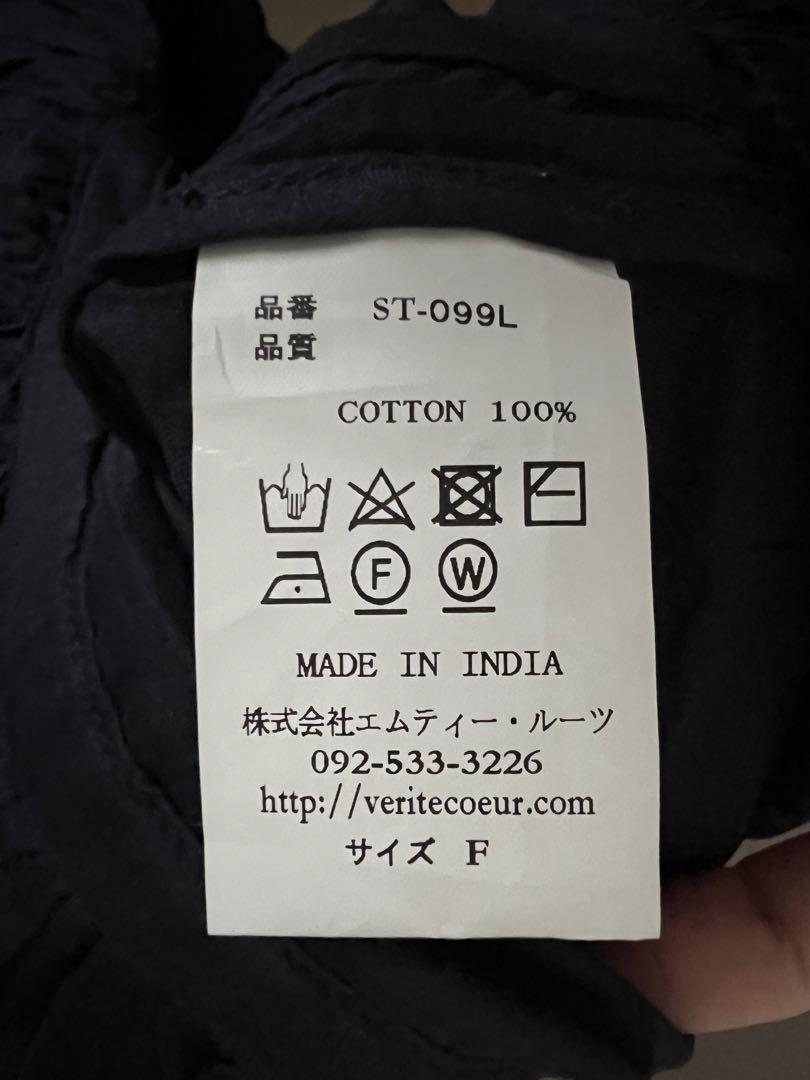 品番 ST-099L
品質
COTTON 100%
F W
MADE IN INDIA
株式会社エムティー・ルーツ
092-533-3226
http://veritecoeur.com
サイズ F